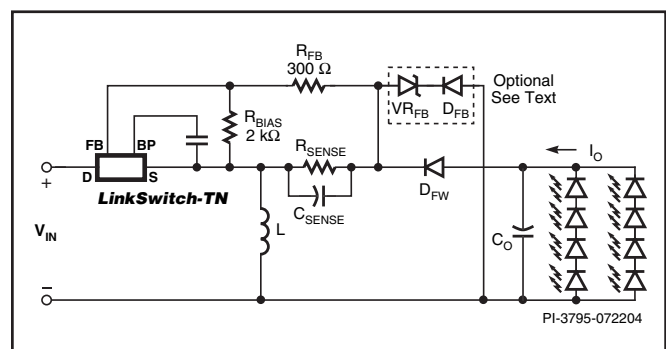 R_FB
300 Ω
Optional
See Text
VR_FB
D_FB
R_BIAS
2 kΩ
FB
BP
R_SENSE
I_O
D
S
+
LinkSwitch-TN
C_SENSE
D_FW
V_IN
L
C_O
–
PI-3795-072204